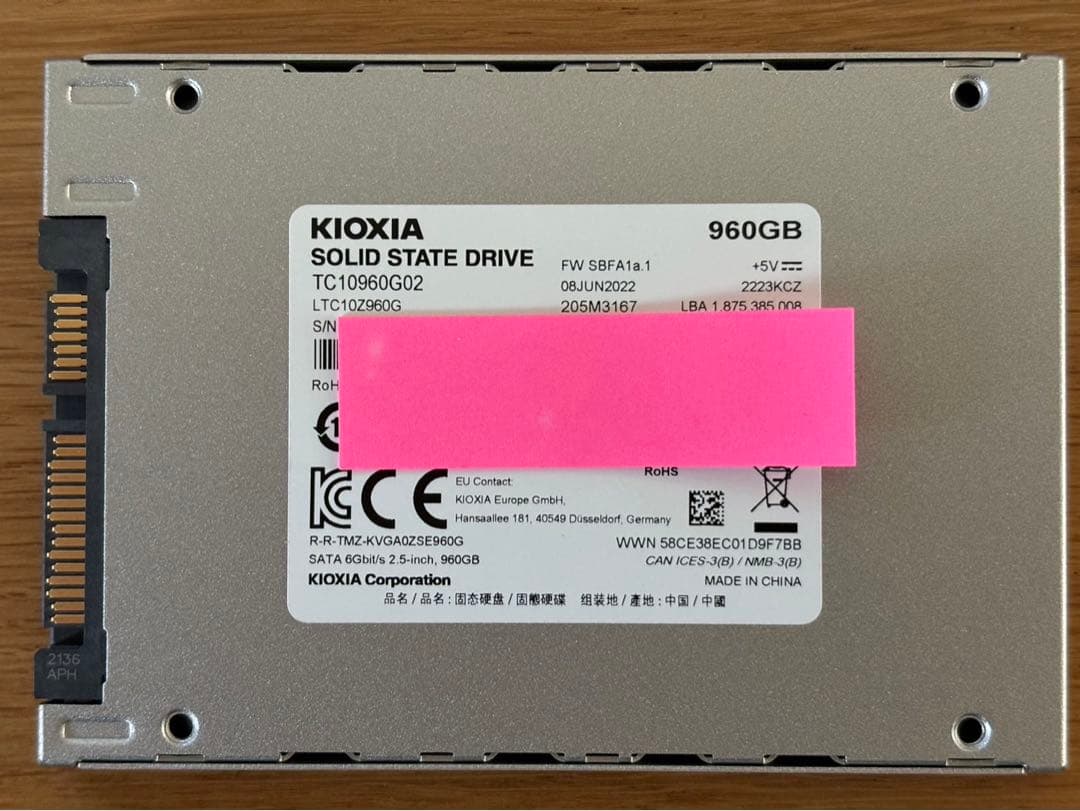 KIOXIA
960GB
SOLID STATE DRIVE
FW SBFA1a.1
+5V
TC10960G02
08JUN2022
2223KCZ
LTC10Z960G
205M3167
LBA 1,875,385,008
S/N
RoH
RoHS
EU Contact:
KIOXIA Europe GmbH,
Hansaallee 181, 40549 Düsseldorf, Germany
R-R-TMZ-KVGA0ZSE960G
WWN 58CE38EC01D9F7BB
SATA 6Gbit/s 2.5-inch, 960GB
CAN ICES-3(B) / NMB-3(B)
KIOXIA Corporation
MADE IN CHINA
品名 / 品名 : 固态硬盘 / 固態硬碟 组装地 / 產地 : 中国 / 中國
2136
APH